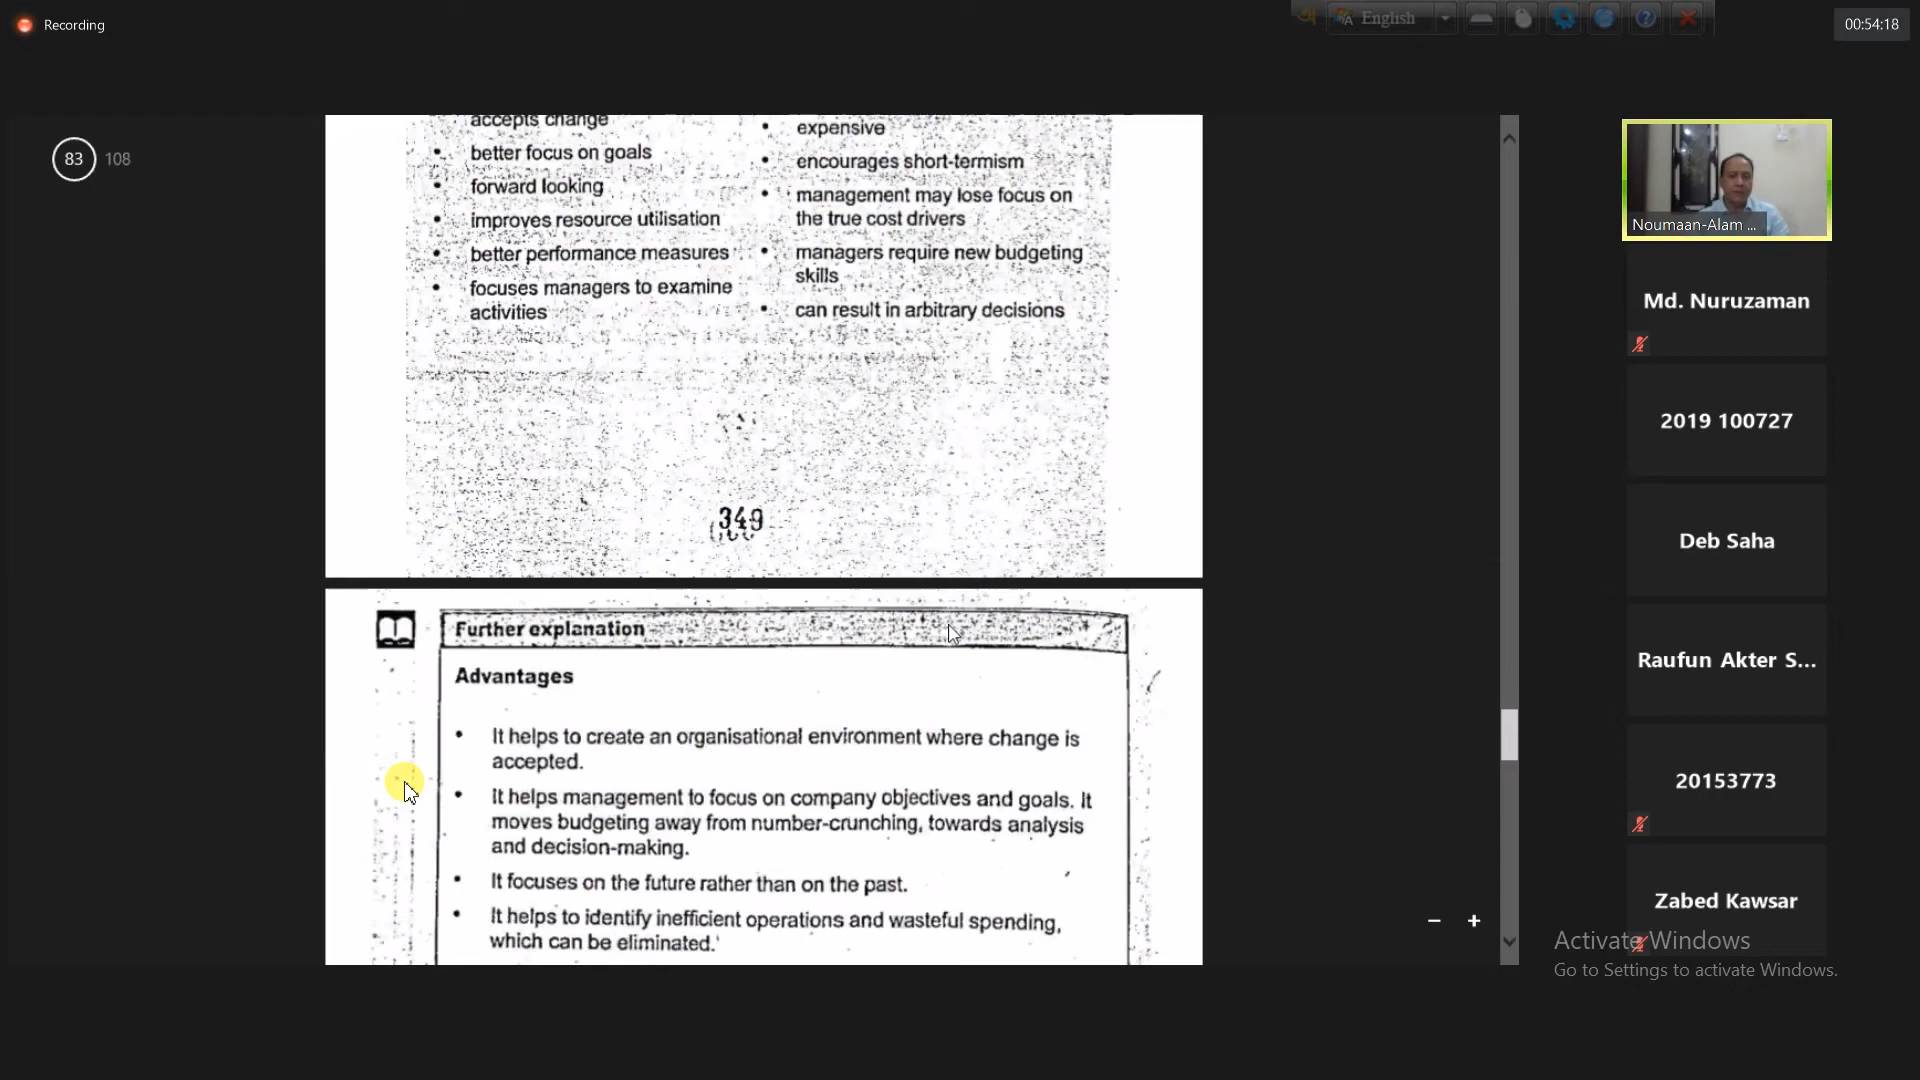 Recording
English
00:54:18
83 108
accepts change
better focus on goals
forward looking
improves resource utilisation
better performance measures
focuses managers to examine
activities
expensive
encourages short-termism
management may lose focus on
the true cost drivers
managers require new budgeting
skills
can result in arbitrary decisions
349
Further explanation
Advantages
It helps to create an organisational environment where change is
accepted.
It helps management to focus on company objectives and goals. It
moves budgeting away from number-crunching, towards analysis
and decision-making.
It focuses on the future rather than on the past.
It helps to identify inefficient operations and wasteful spending,
which can be eliminated.
Noumaan-Alam ...
Md. Nuruzaman
2019 100727
Deb Saha
Raufun Akter S...
20153773
Zabed Kawsar
Activate Windows
Go to Settings to activate Windows.